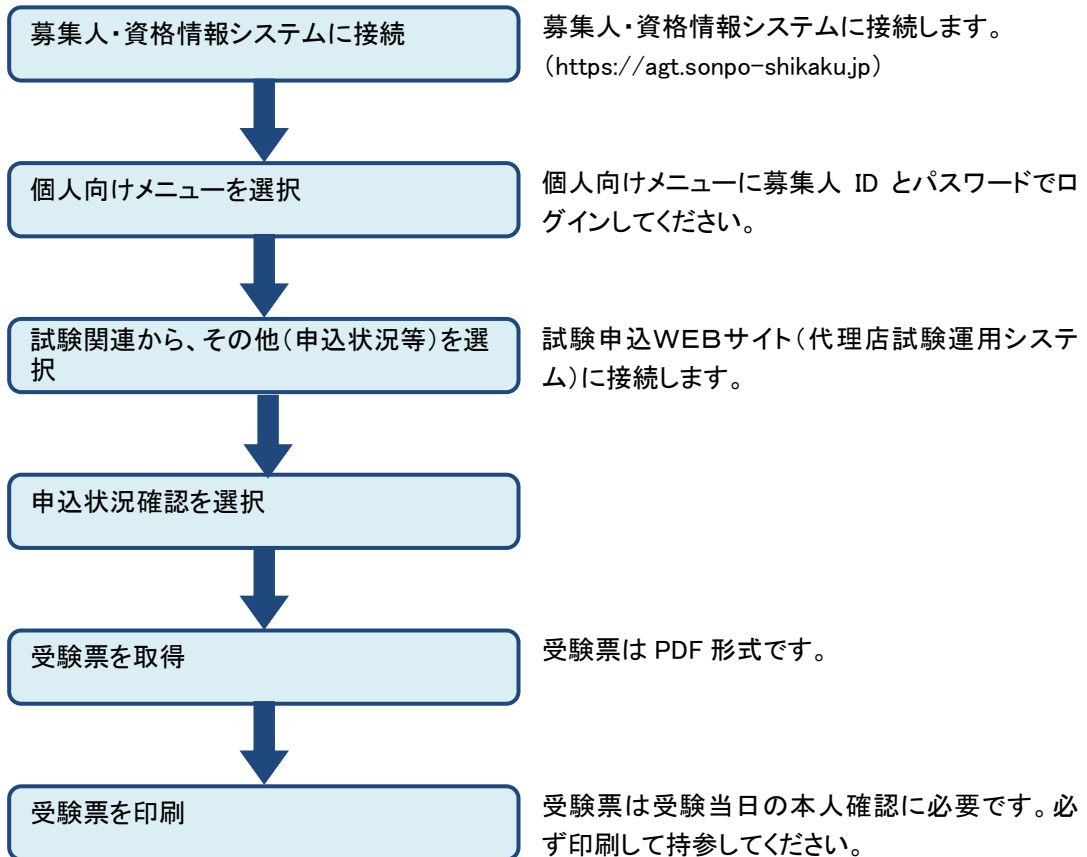 募集人・資格情報システムに接続
募集人・資格情報システムに接続します。
（https://agt.sonpo-shikaku.jp）
個人向けメニューを選択
個人向けメニューに募集人 ID とパスワードでロ
グインしてください。
試験関連から、その他（申込状況等）を選
択
試験申込ＷＥＢサイト（代理店試験運用システ
ム）に接続します。
申込状況確認を選択
受験票を取得
受験票は PDF 形式です。
受験票を印刷
受験票は受験当日の本人確認に必要です。必
ず印刷して持参してください。